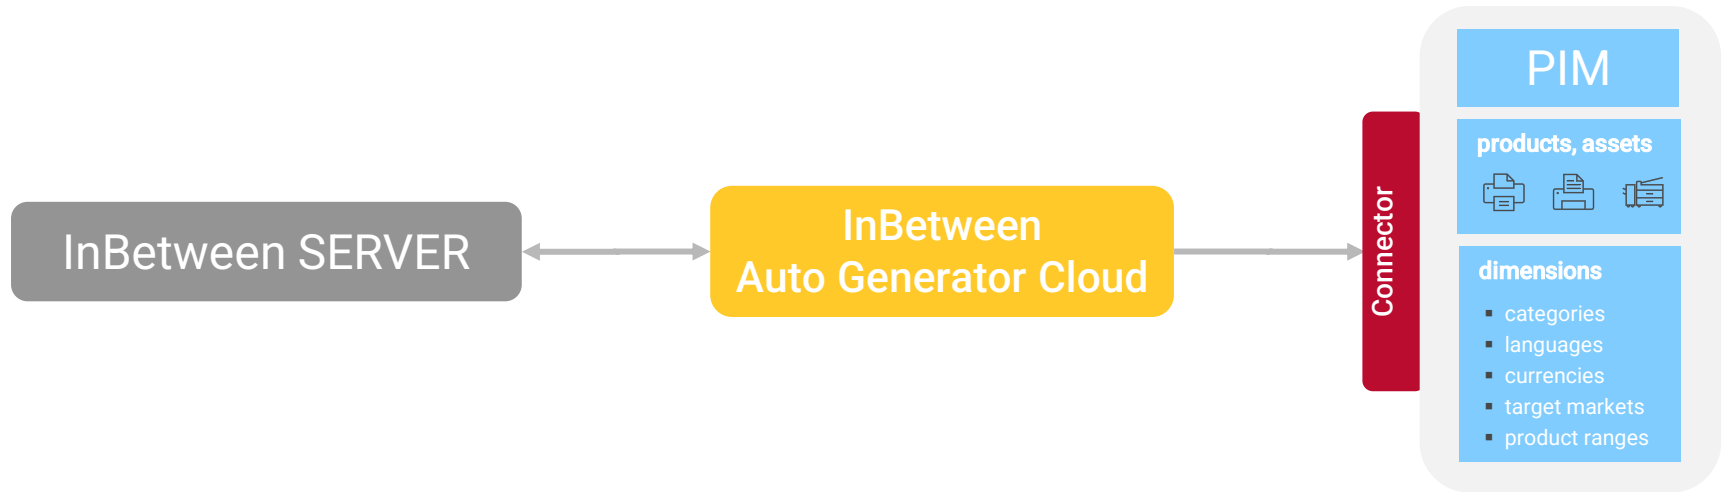 InBetween SERVER
InBetween
Auto Generator Cloud
Connector
PIM
products, assets
dimensions
categories
languages
currencies
target markets
product ranges